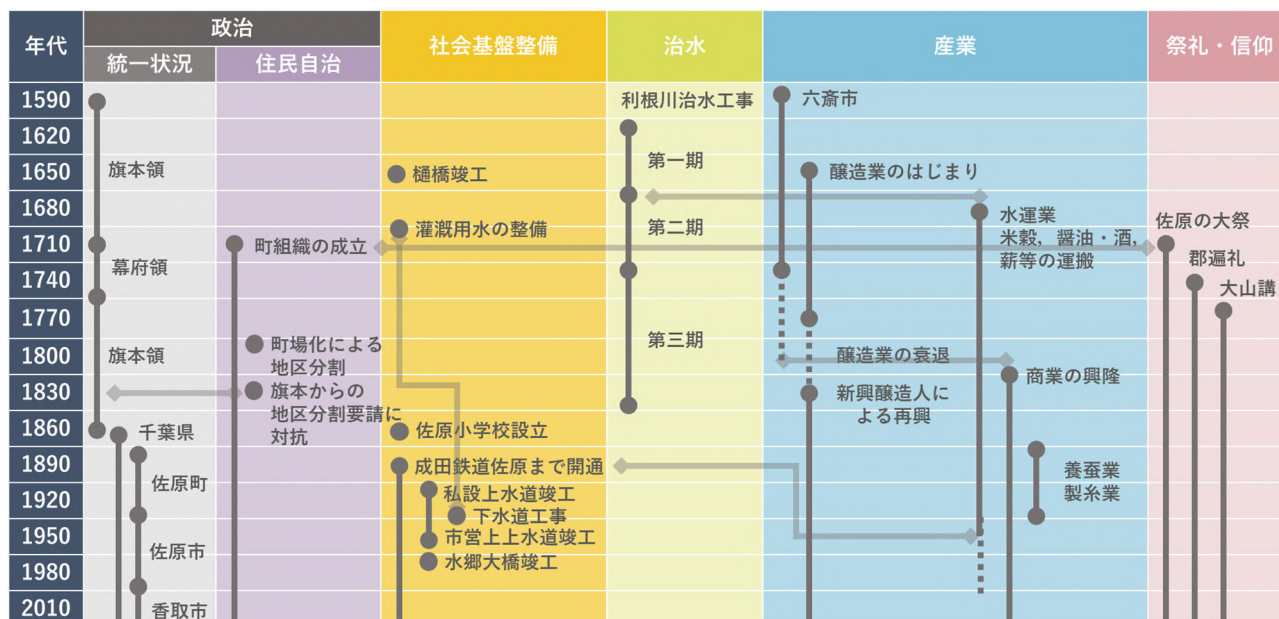 年代
政治
社会基盤整備
治水
産業
祭礼・信仰
統一状況
住民自治
1590
1620
1650
1680
1710
1740
1770
1800
1830
1860
1890
1920
1950
1980
2010
旗本領
幕府領
旗本領
千葉県
佐原町
佐原市
香取市
町組織の成立
町場化による
地区分割
旗本からの
地区分割要請に
対抗
樋橋竣工
灌漑用水の整備
佐原小学校設立
成田鉄道佐原まで開通
私設上水道竣工
下水道工事
市営上上水道竣工
水郷大橋竣工
利根川治水工事
第一期
第二期
第三期
六斎市
醸造業のはじまり
水運業
米穀，醤油・酒，
薪等の運搬
醸造業の衰退
商業の興隆
新興醸造人に
よる再興
養蚕業
製糸業
佐原の大祭
郡遍礼
大山講